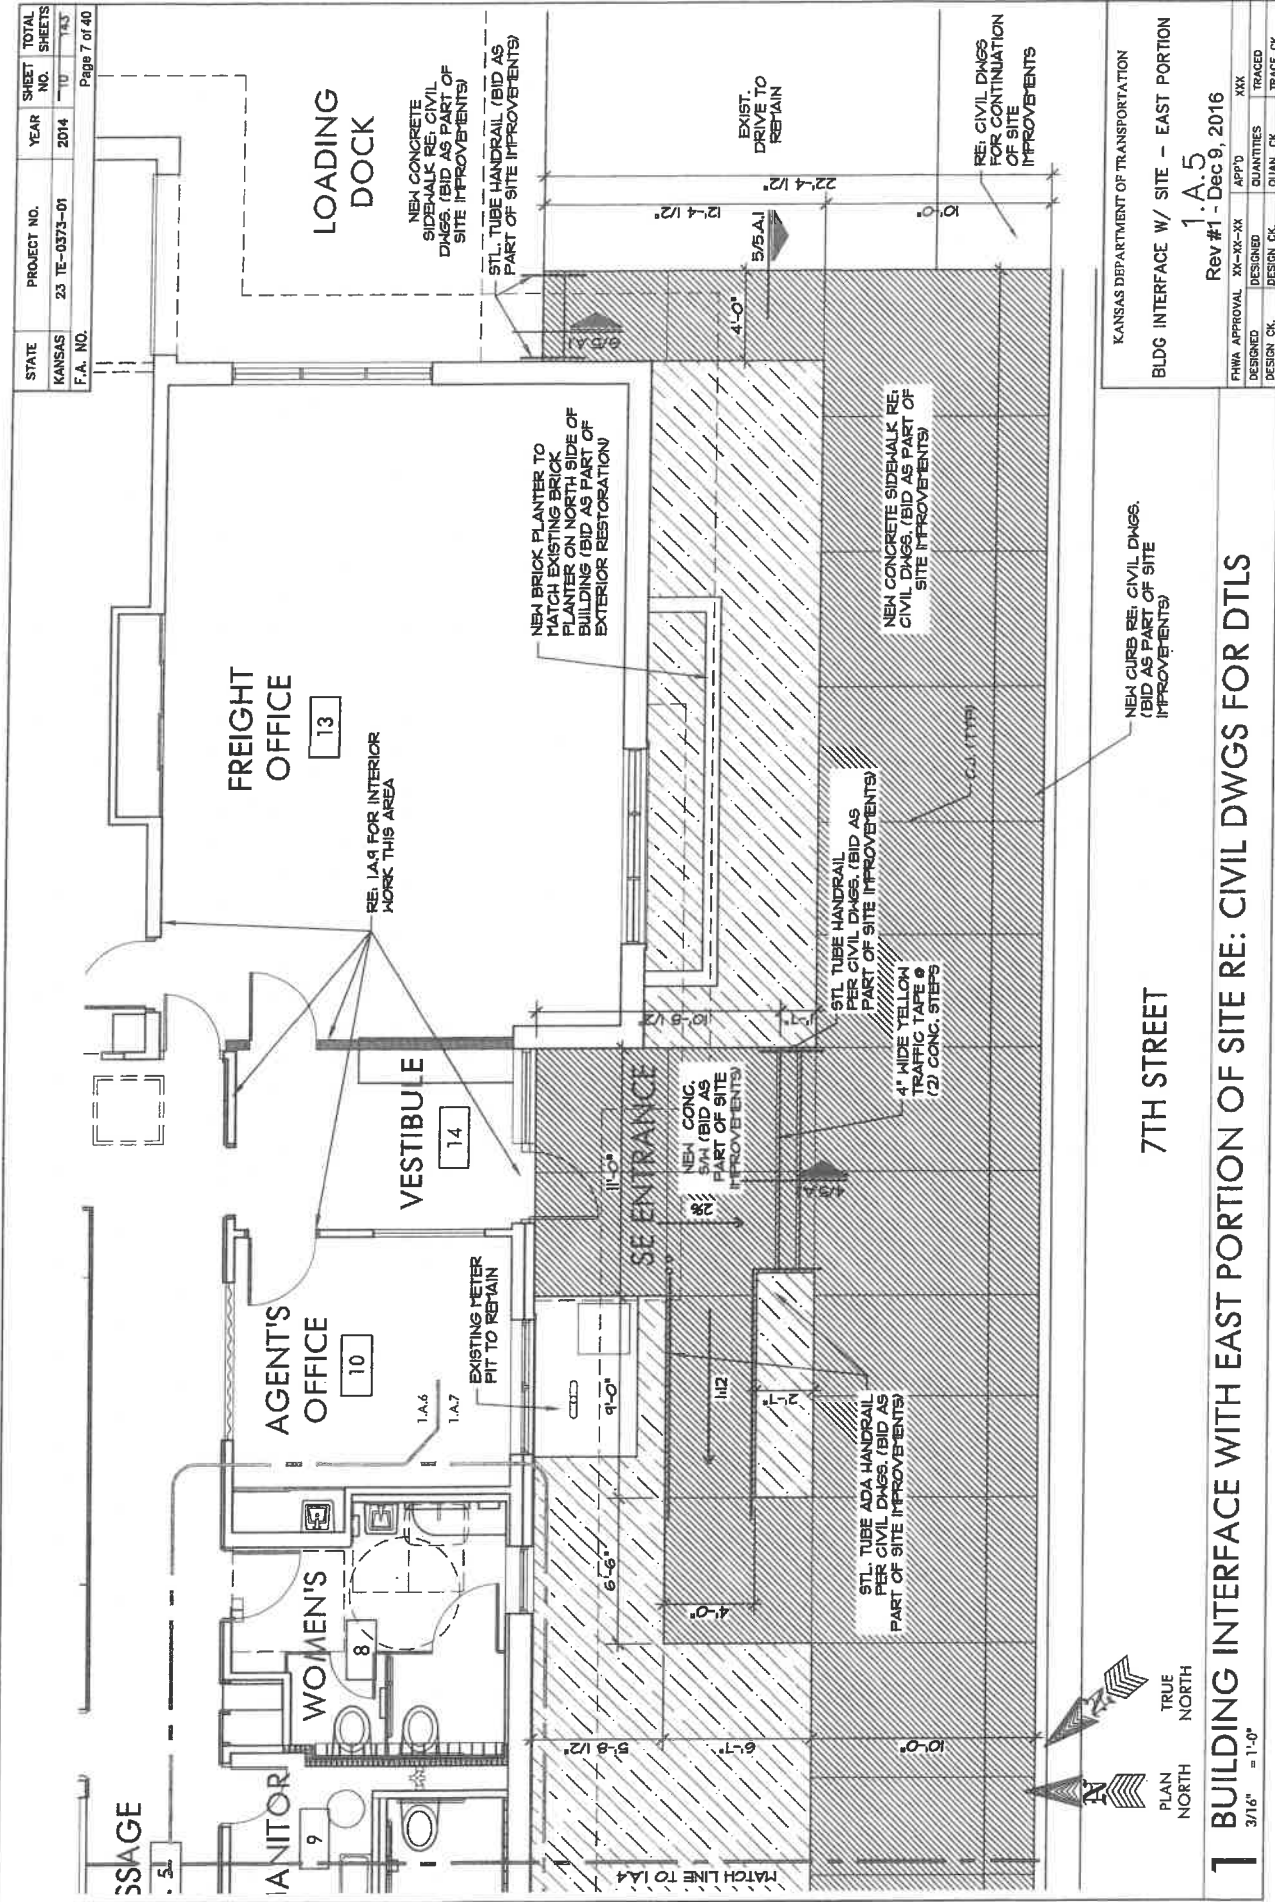 STATE
PROJECT NO.
YEAR
SHEET NO.
TOTAL SHEETS
KANSAS
23 TE-0373-01
2014
10
143
F.A. NO.
Page 7 of 40
LOADING
DOCK
NEW CONCRETE
SIDEWALK RE: CIVIL
DWGS. (BID AS PART OF
SITE IMPROVEMENTS)
STL. TUBE HANDRAIL (BID AS
PART OF SITE IMPROVEMENTS)
EXIST.
DRIVE TO
REMAIN
RE: CIVIL DWGS
FOR CONTINUATION
OF SITE
IMPROVEMENTS
22'-4 1/2"
12'-4 1/2"
10'-0"
5/5.A.1
6/5.A.1
4'-0"
FREIGHT
OFFICE
13
RE: 1.A.9 FOR INTERIOR
WORK THIS AREA
NEW BRICK PLANTER TO
MATCH EXISTING BRICK
PLANTER ON NORTH SIDE OF
BUILDING (BID AS PART OF
EXTERIOR RESTORATION)
NEW CONCRETE SIDEWALK RE:
CIVIL DWGS. (BID AS PART OF
SITE IMPROVEMENTS)
NEW CURB RE: CIVIL DWGS.
(BID AS PART OF SITE
IMPROVEMENTS)
C.J. (TYP)
VESTIBULE
14
10'-8 1/2"
1'-7"
STL TUBE HANDRAIL
PER CIVIL DWGS. (BID AS
PART OF SITE IMPROVEMENTS)
4" WIDE YELLOW
TRAFFIC TAPE @
(2) CONC. STEPS
SE ENTRANCE
11'-0"
NEW CONC.
S/W (BID AS
PART OF SITE
IMPROVEMENTS)
2%
4/5.A.1
AGENT'S
OFFICE
10
1.A.6
1.A.7
EXISTING METER
PIT TO REMAIN
9'-0"
1:12
2'-1"
STL. TUBE ADA HANDRAIL
PER CIVIL DWGS. (BID AS
PART OF SITE IMPROVEMENTS)
WOMEN'S
8
6'-6"
4'-0"
5'-8 1/2"
6'-1"
10'-0"
SSAGE
5
ANITOR
9
MATCH LINE TO 1.A.4
7TH STREET
N
PLAN
NORTH
N
TRUE
NORTH
1 BUILDING INTERFACE WITH EAST PORTION OF SITE RE: CIVIL DWGS FOR DTLS
3/16" = 1'-0"
KANSAS DEPARTMENT OF TRANSPORTATION
BLDG INTERFACE W/ SITE - EAST PORTION
1.A.5
Rev #1 - Dec 9, 2016
FHWA APPROVAL XX-XX-XX APP'D XXX
DESIGNED DESIGNED QUANTITIES TRACED
DESIGN CK. DESIGN CK. QUAN. CK. TRACE CK.